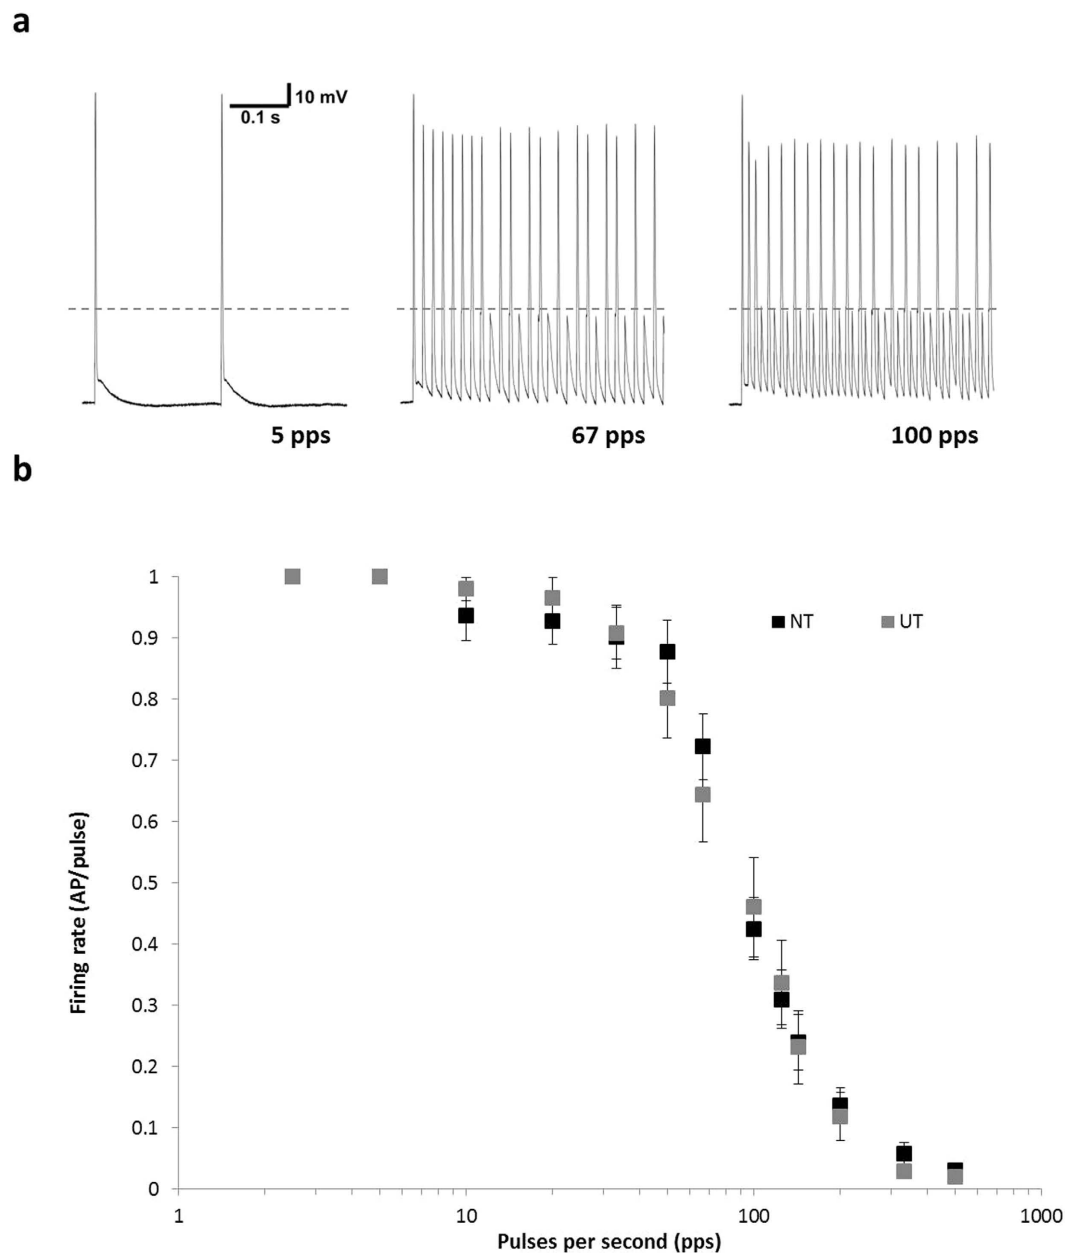 a
10 mV
0.1 s
5 pps
67 pps
100 pps
b
1
0.9
0.8
0.7
0.6
0.5
0.4
0.3
0.2
0.1
0
NT
UT
Firing rate (AP/pulse)
1
10
100
1000
Pulses per second (pps)